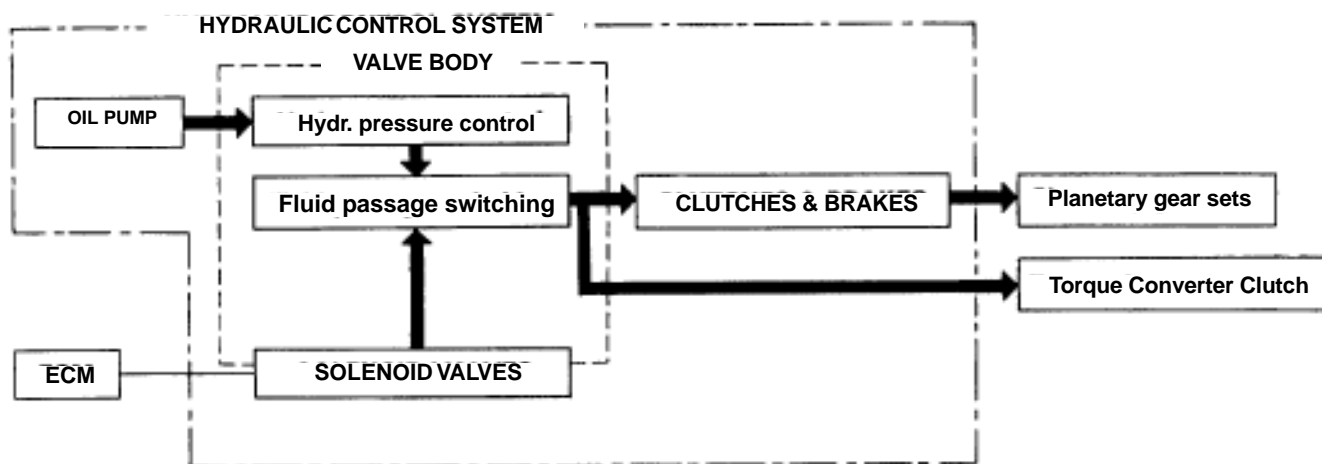 HYDRAULIC CONTROL SYSTEM
VALVE BODY
OIL PUMP
Hydr. pressure control
Fluid passage switching
CLUTCHES & BRAKES
Planetary gear sets
Torque Converter Clutch
ECM
SOLENOID VALVES